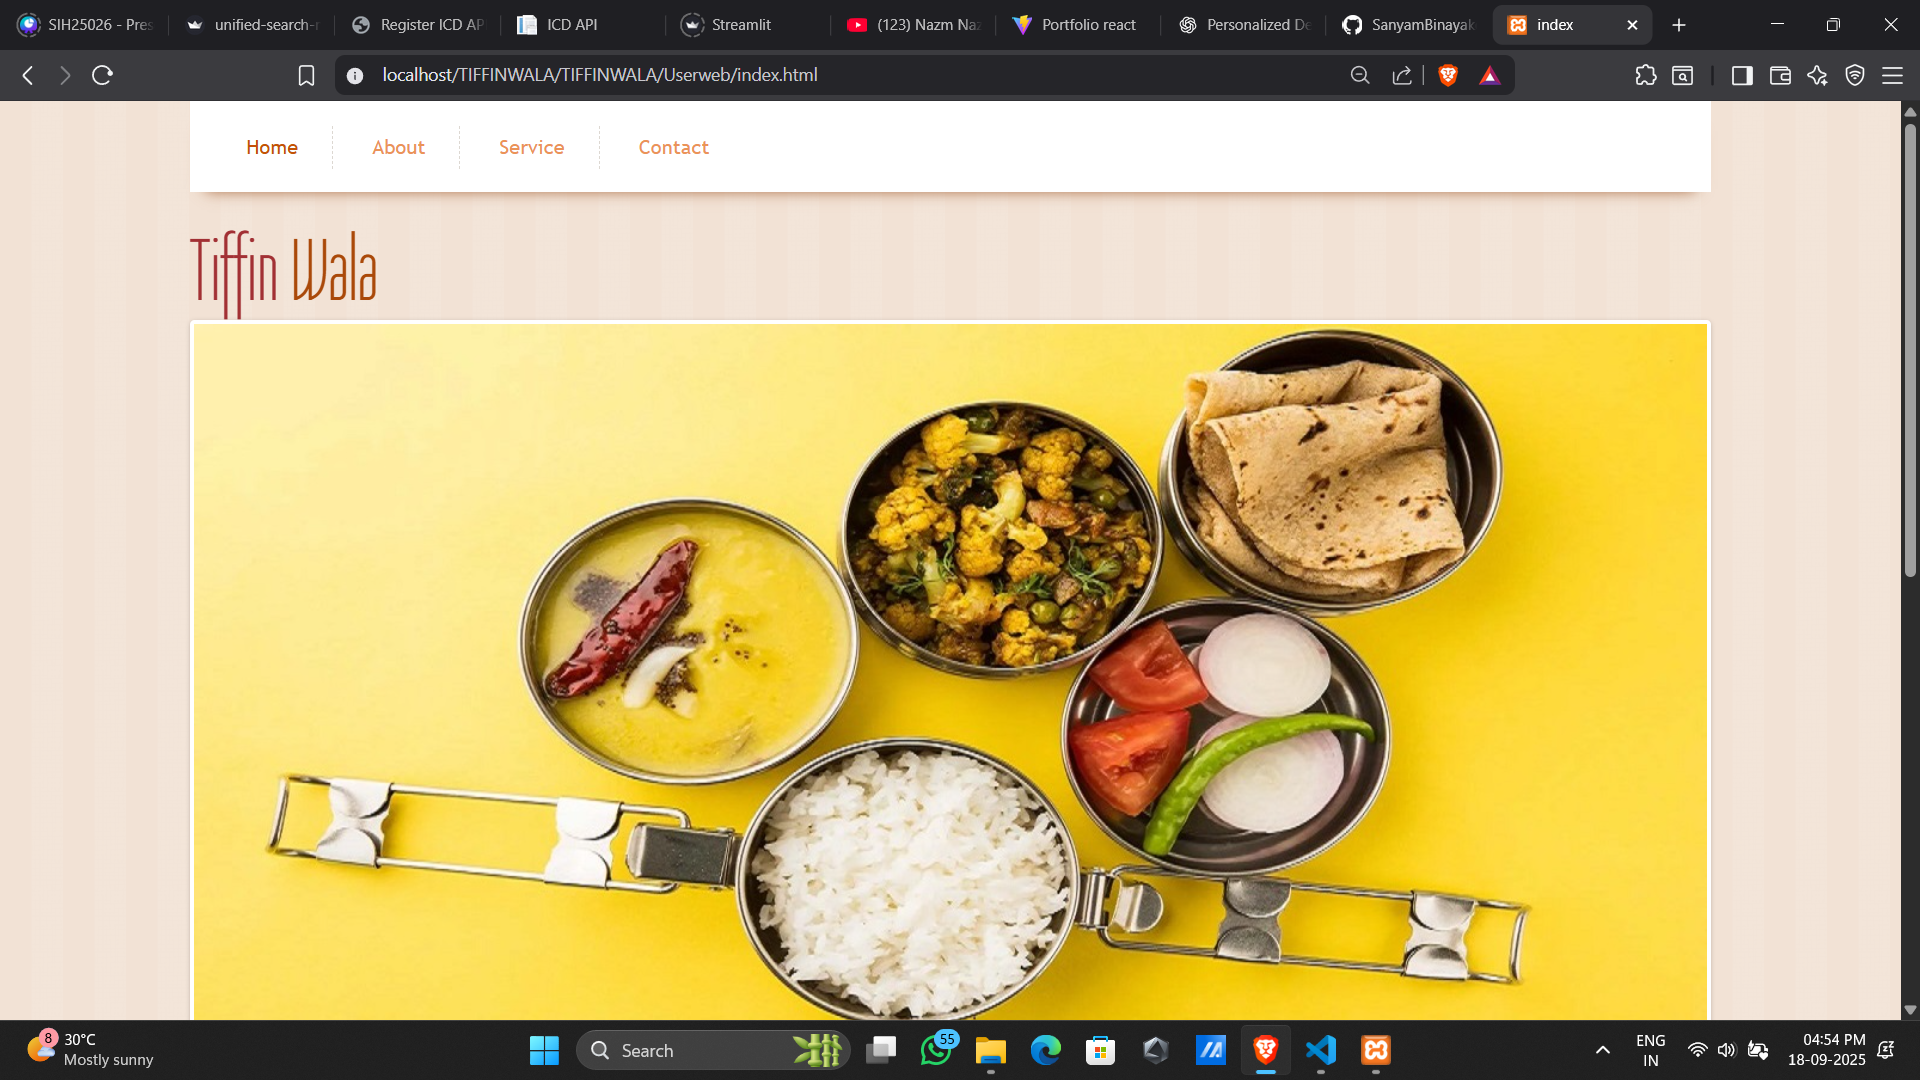 SIH25026 - Pres
unified-search-r
Register ICD AP
ICD API
Streamlit
(123) Nazm Naz
Portfolio react
Personalized De
SanyamBinayak
index
localhost/TIFFINWALA/TIFFINWALA/Userweb/index.html
Home
About
Service
Contact
Tiffin Wala
8
30°C
Mostly sunny
Search
55
ENG
IN
04:54 PM
18-09-2025